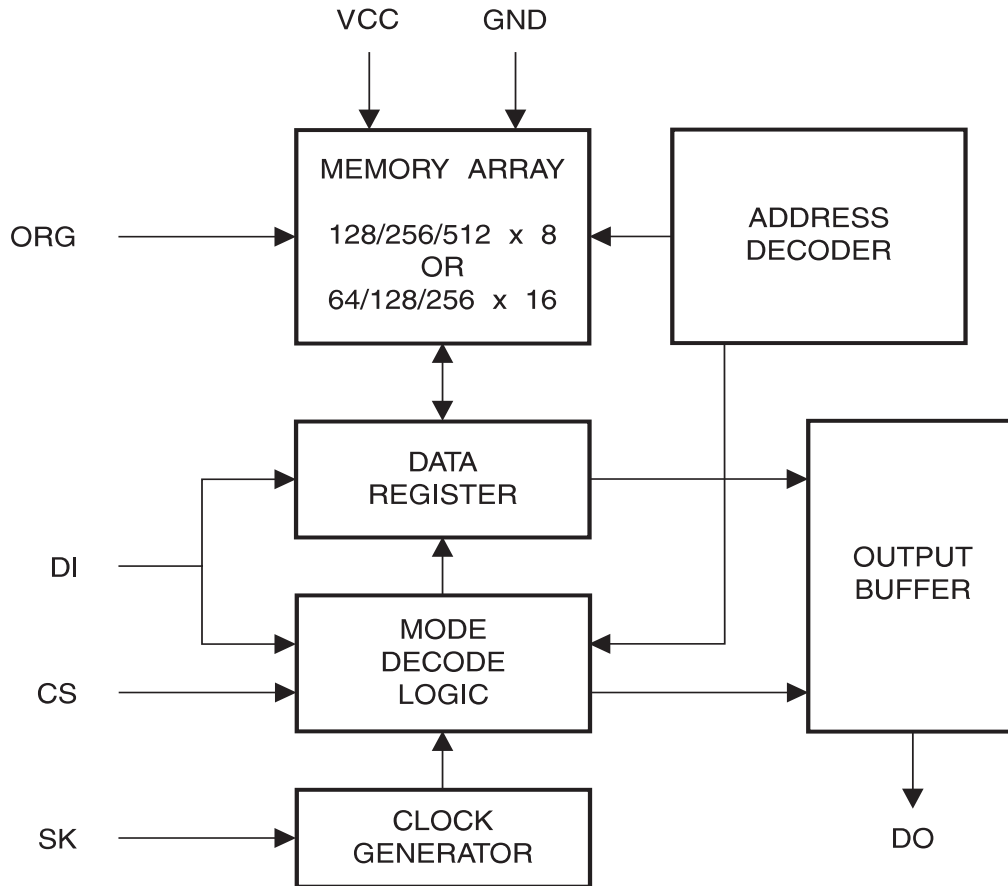 VCC
GND
MEMORY ARRAY
128/256/512 x 8
OR
64/128/256 x 16
ORG
ADDRESS
DECODER
DATA
REGISTER
DI
OUTPUT
BUFFER
MODE
DECODE
LOGIC
CS
CLOCK
GENERATOR
SK
DO